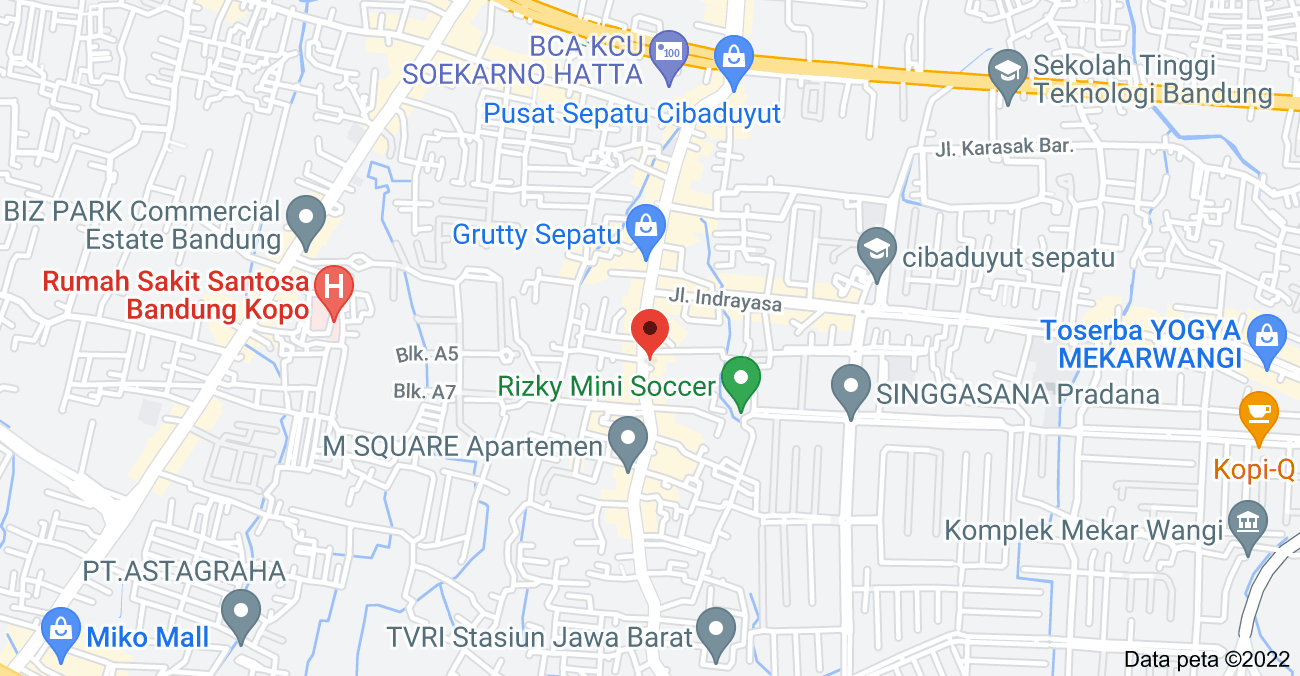 BCA KCU
SOEKARNO HATTA
100
Pusat Sepatu Cibaduyut
Sekolah Tinggi
Teknologi Bandung
Jl. Karasak Bar.
BIZ PARK Commercial
Estate Bandung
Grutty Sepatu
cibaduyut sepatu
Rumah Sakit Santosa
Bandung Kopo
H
Jl. Indrayasa
Toserba YOGYA
MEKARWANGI
Blk. A5
Blk. A7
Rizky Mini Soccer
SINGGASANA Pradana
M SQUARE Apartemen
Kopi-Q
Komplek Mekar Wangi
PT.ASTAGRAHA
Miko Mall
TVRI Stasiun Jawa Barat
Data peta ©2022